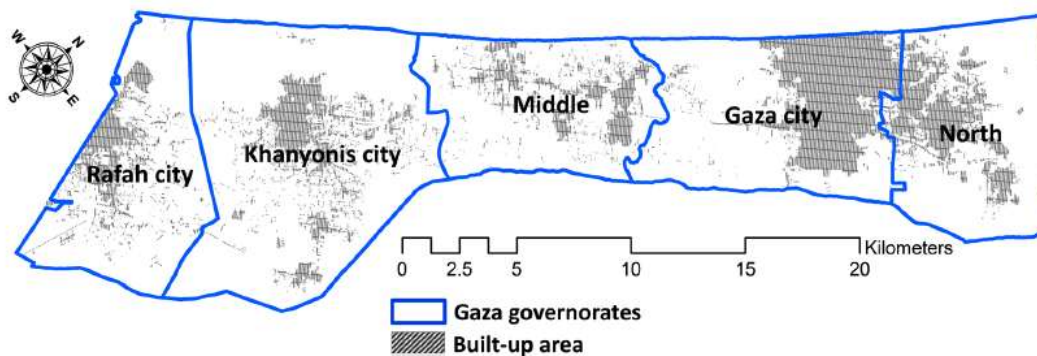 W
N
S
E
Rafah city
Khanyonis city
Middle
Gaza city
North
Kilometers
0 2.5 5 10 15 20
Gaza governorates
Built-up area